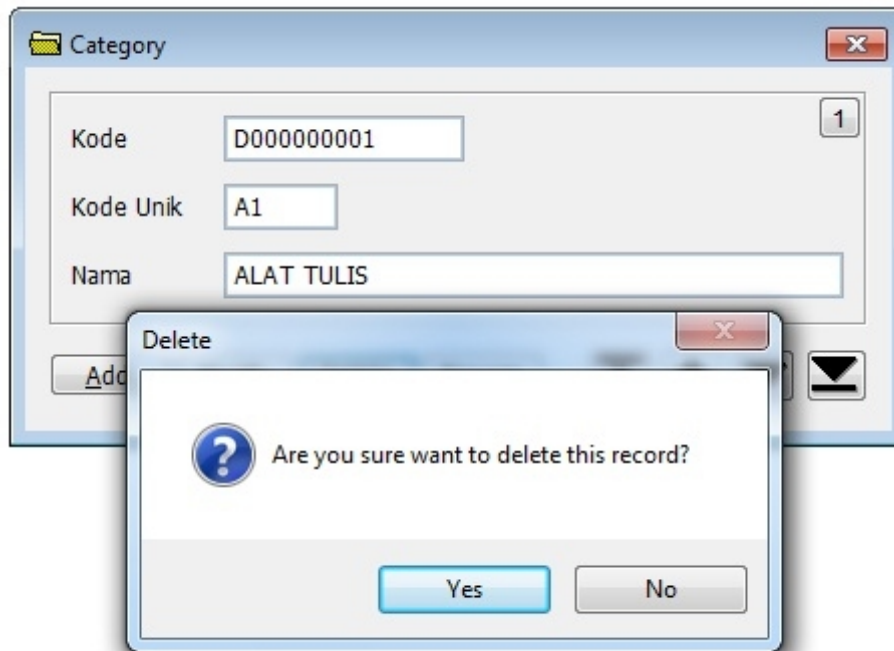 Category
1
Kode D000000001
Kode Unik A1
Nama ALAT TULIS
Delete
Add
Are you sure want to delete this record?
Yes No